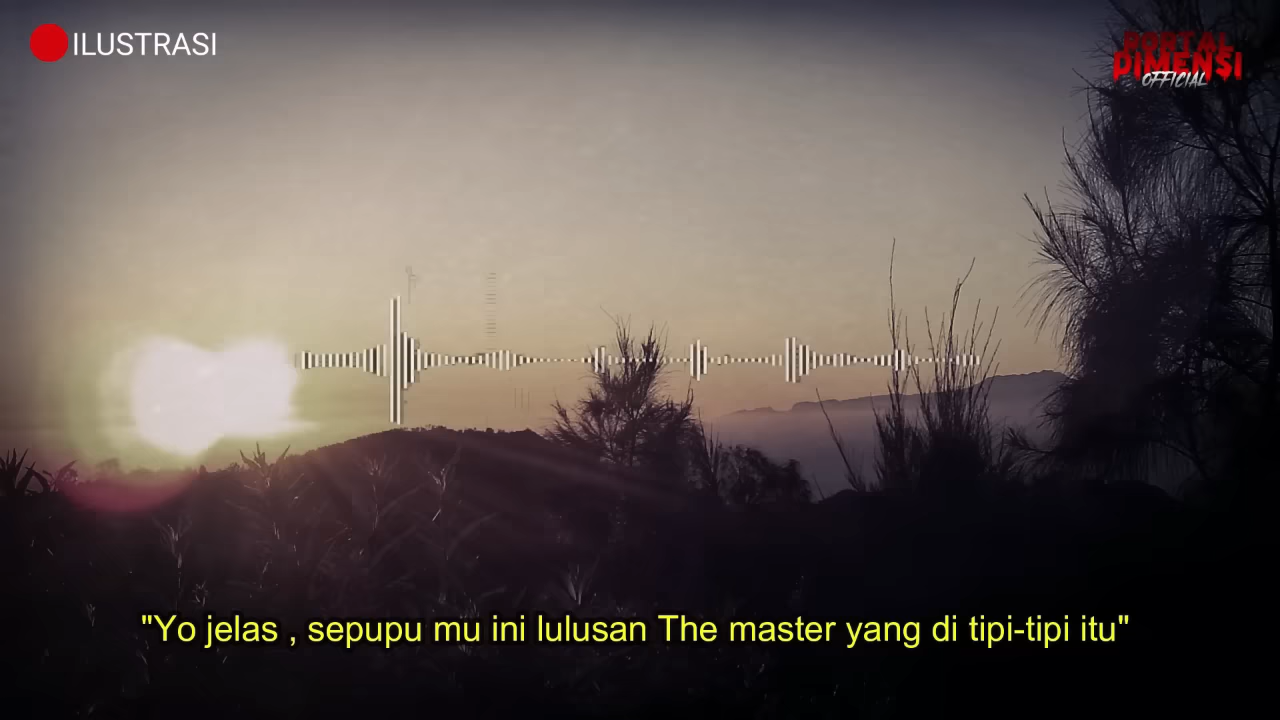 ILUSTRASI
PORTAL
DIMENSI
OFFICIAL
"Yo jelas , sepupu mu ini lulusan The master yang di tipi-tipi itu"